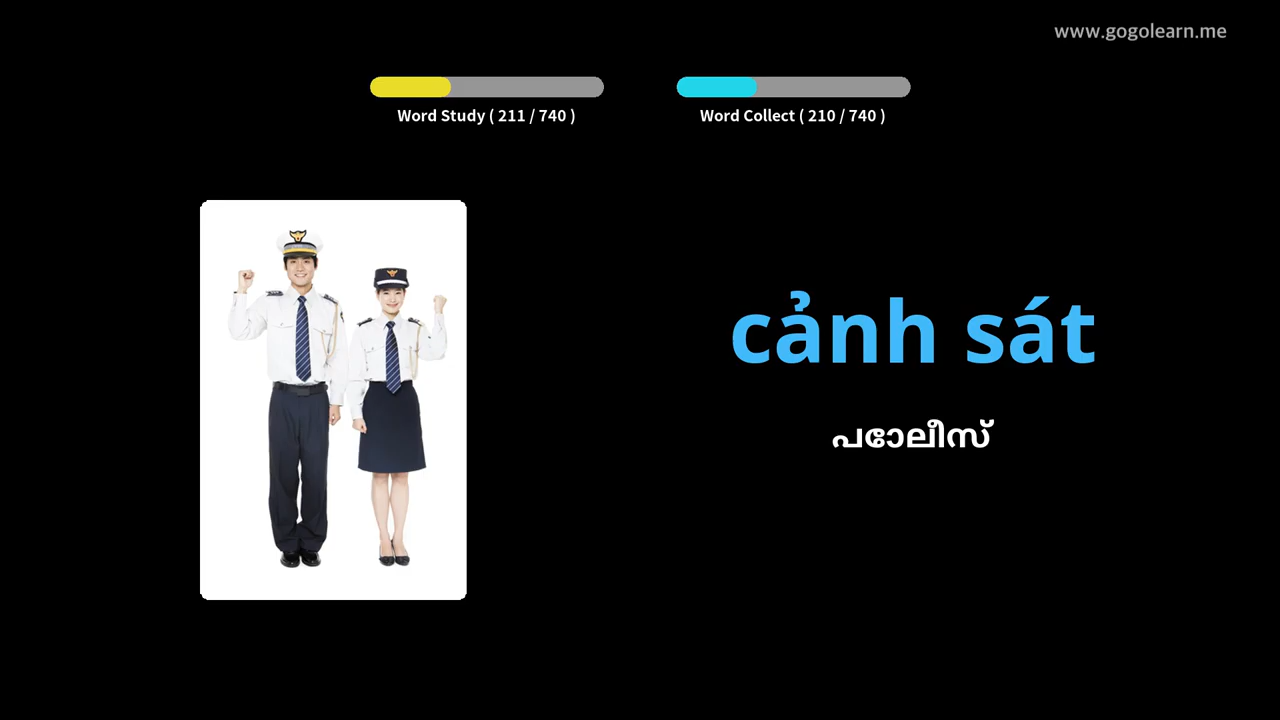 www.gogolearn.me
Word Study ( 211 / 740 )
Word Collect ( 210 / 740 )
cảnh sát
പോലീസ്